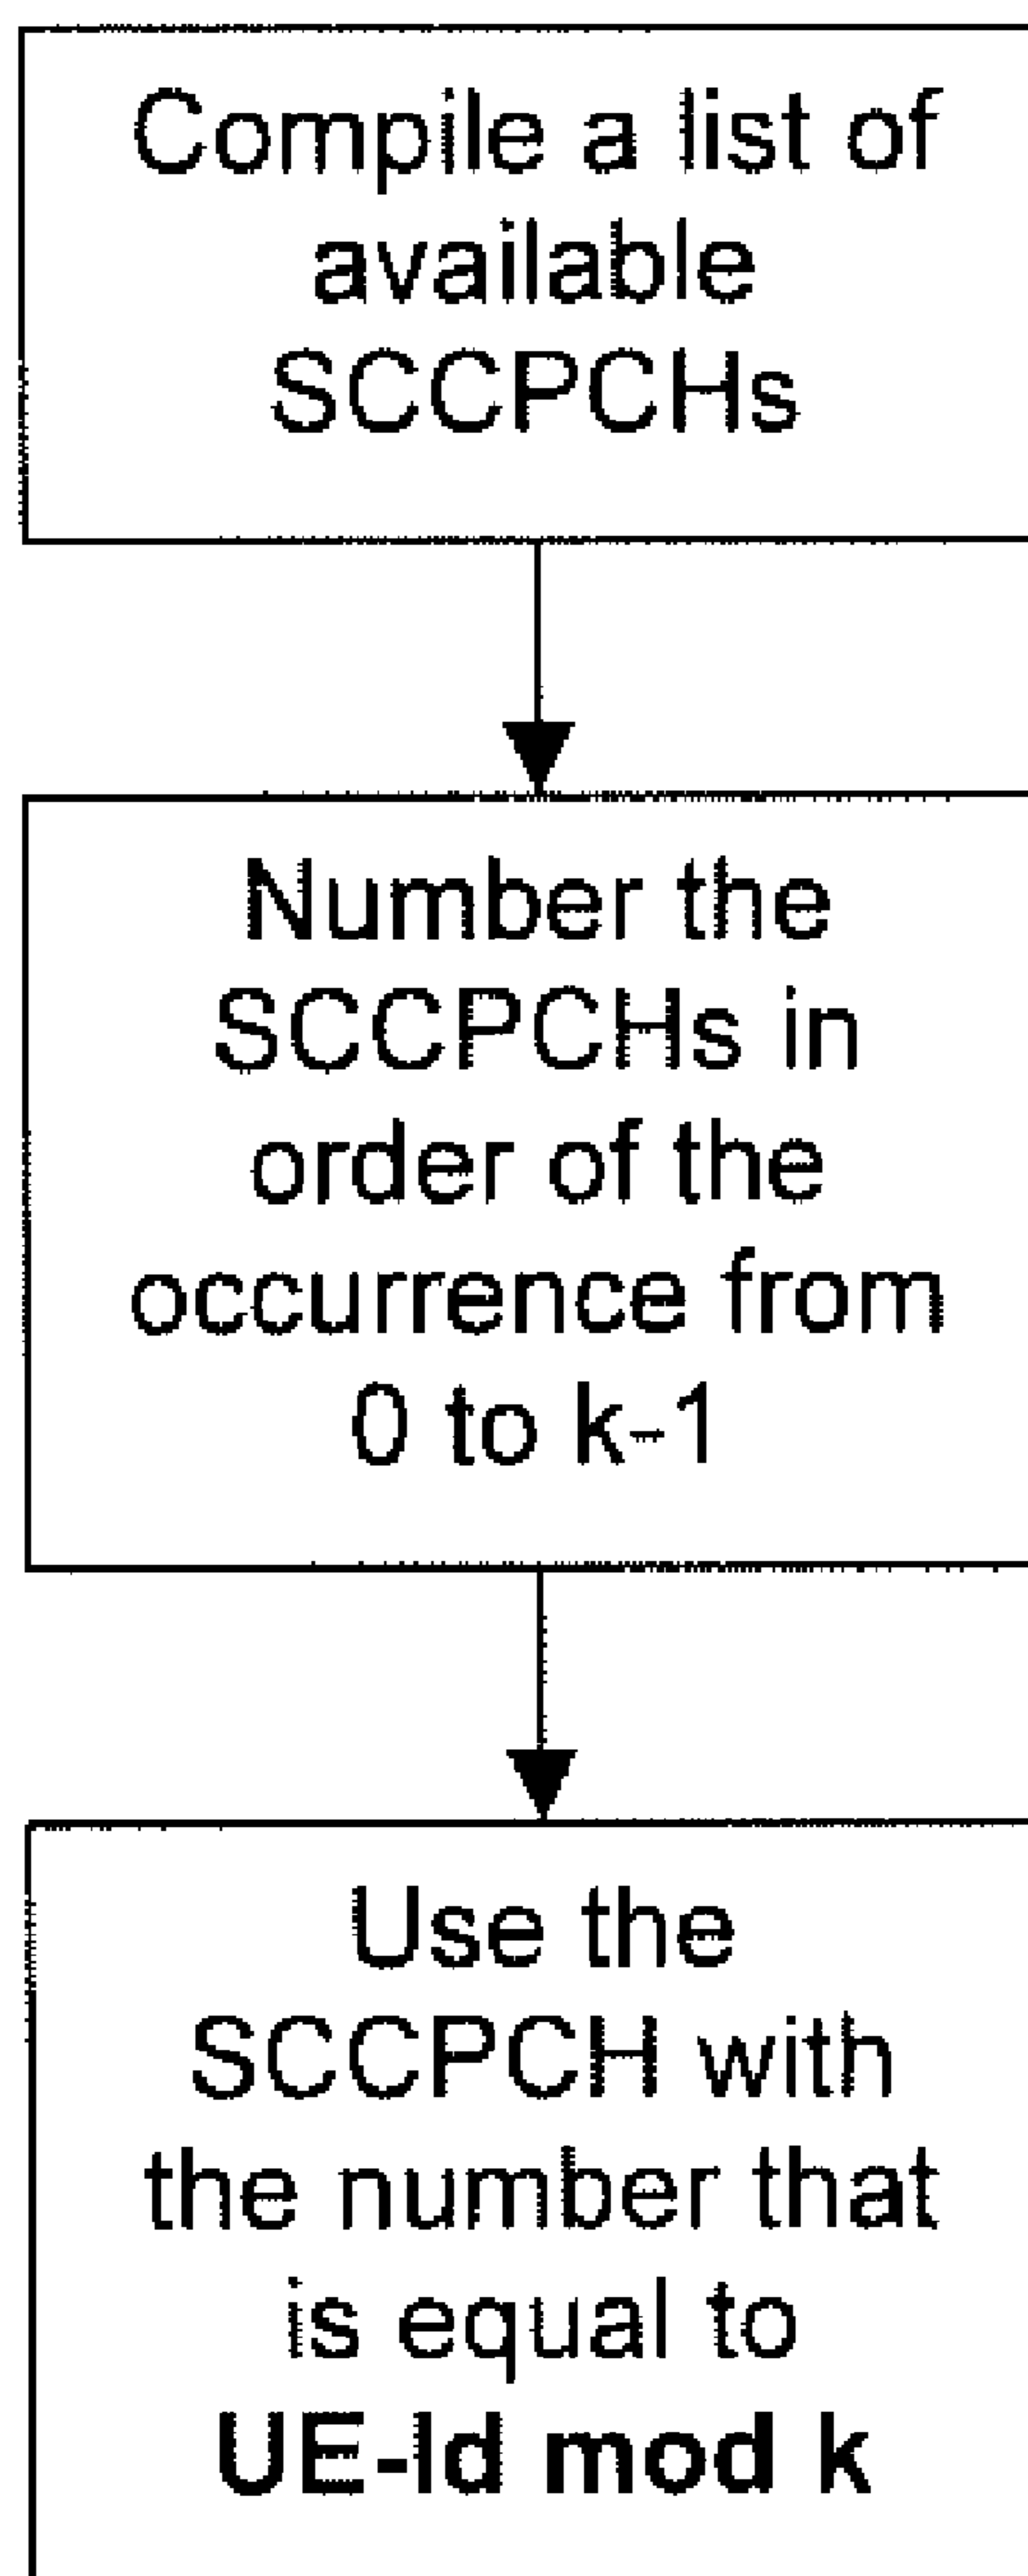 Compile a list of
available
SCCPCHs
Number the
SCCPCHs in
order of the
occurrence from
0 to k-1
Use the
SCCPCH with
the number that
is equal to
UE-Id mod k